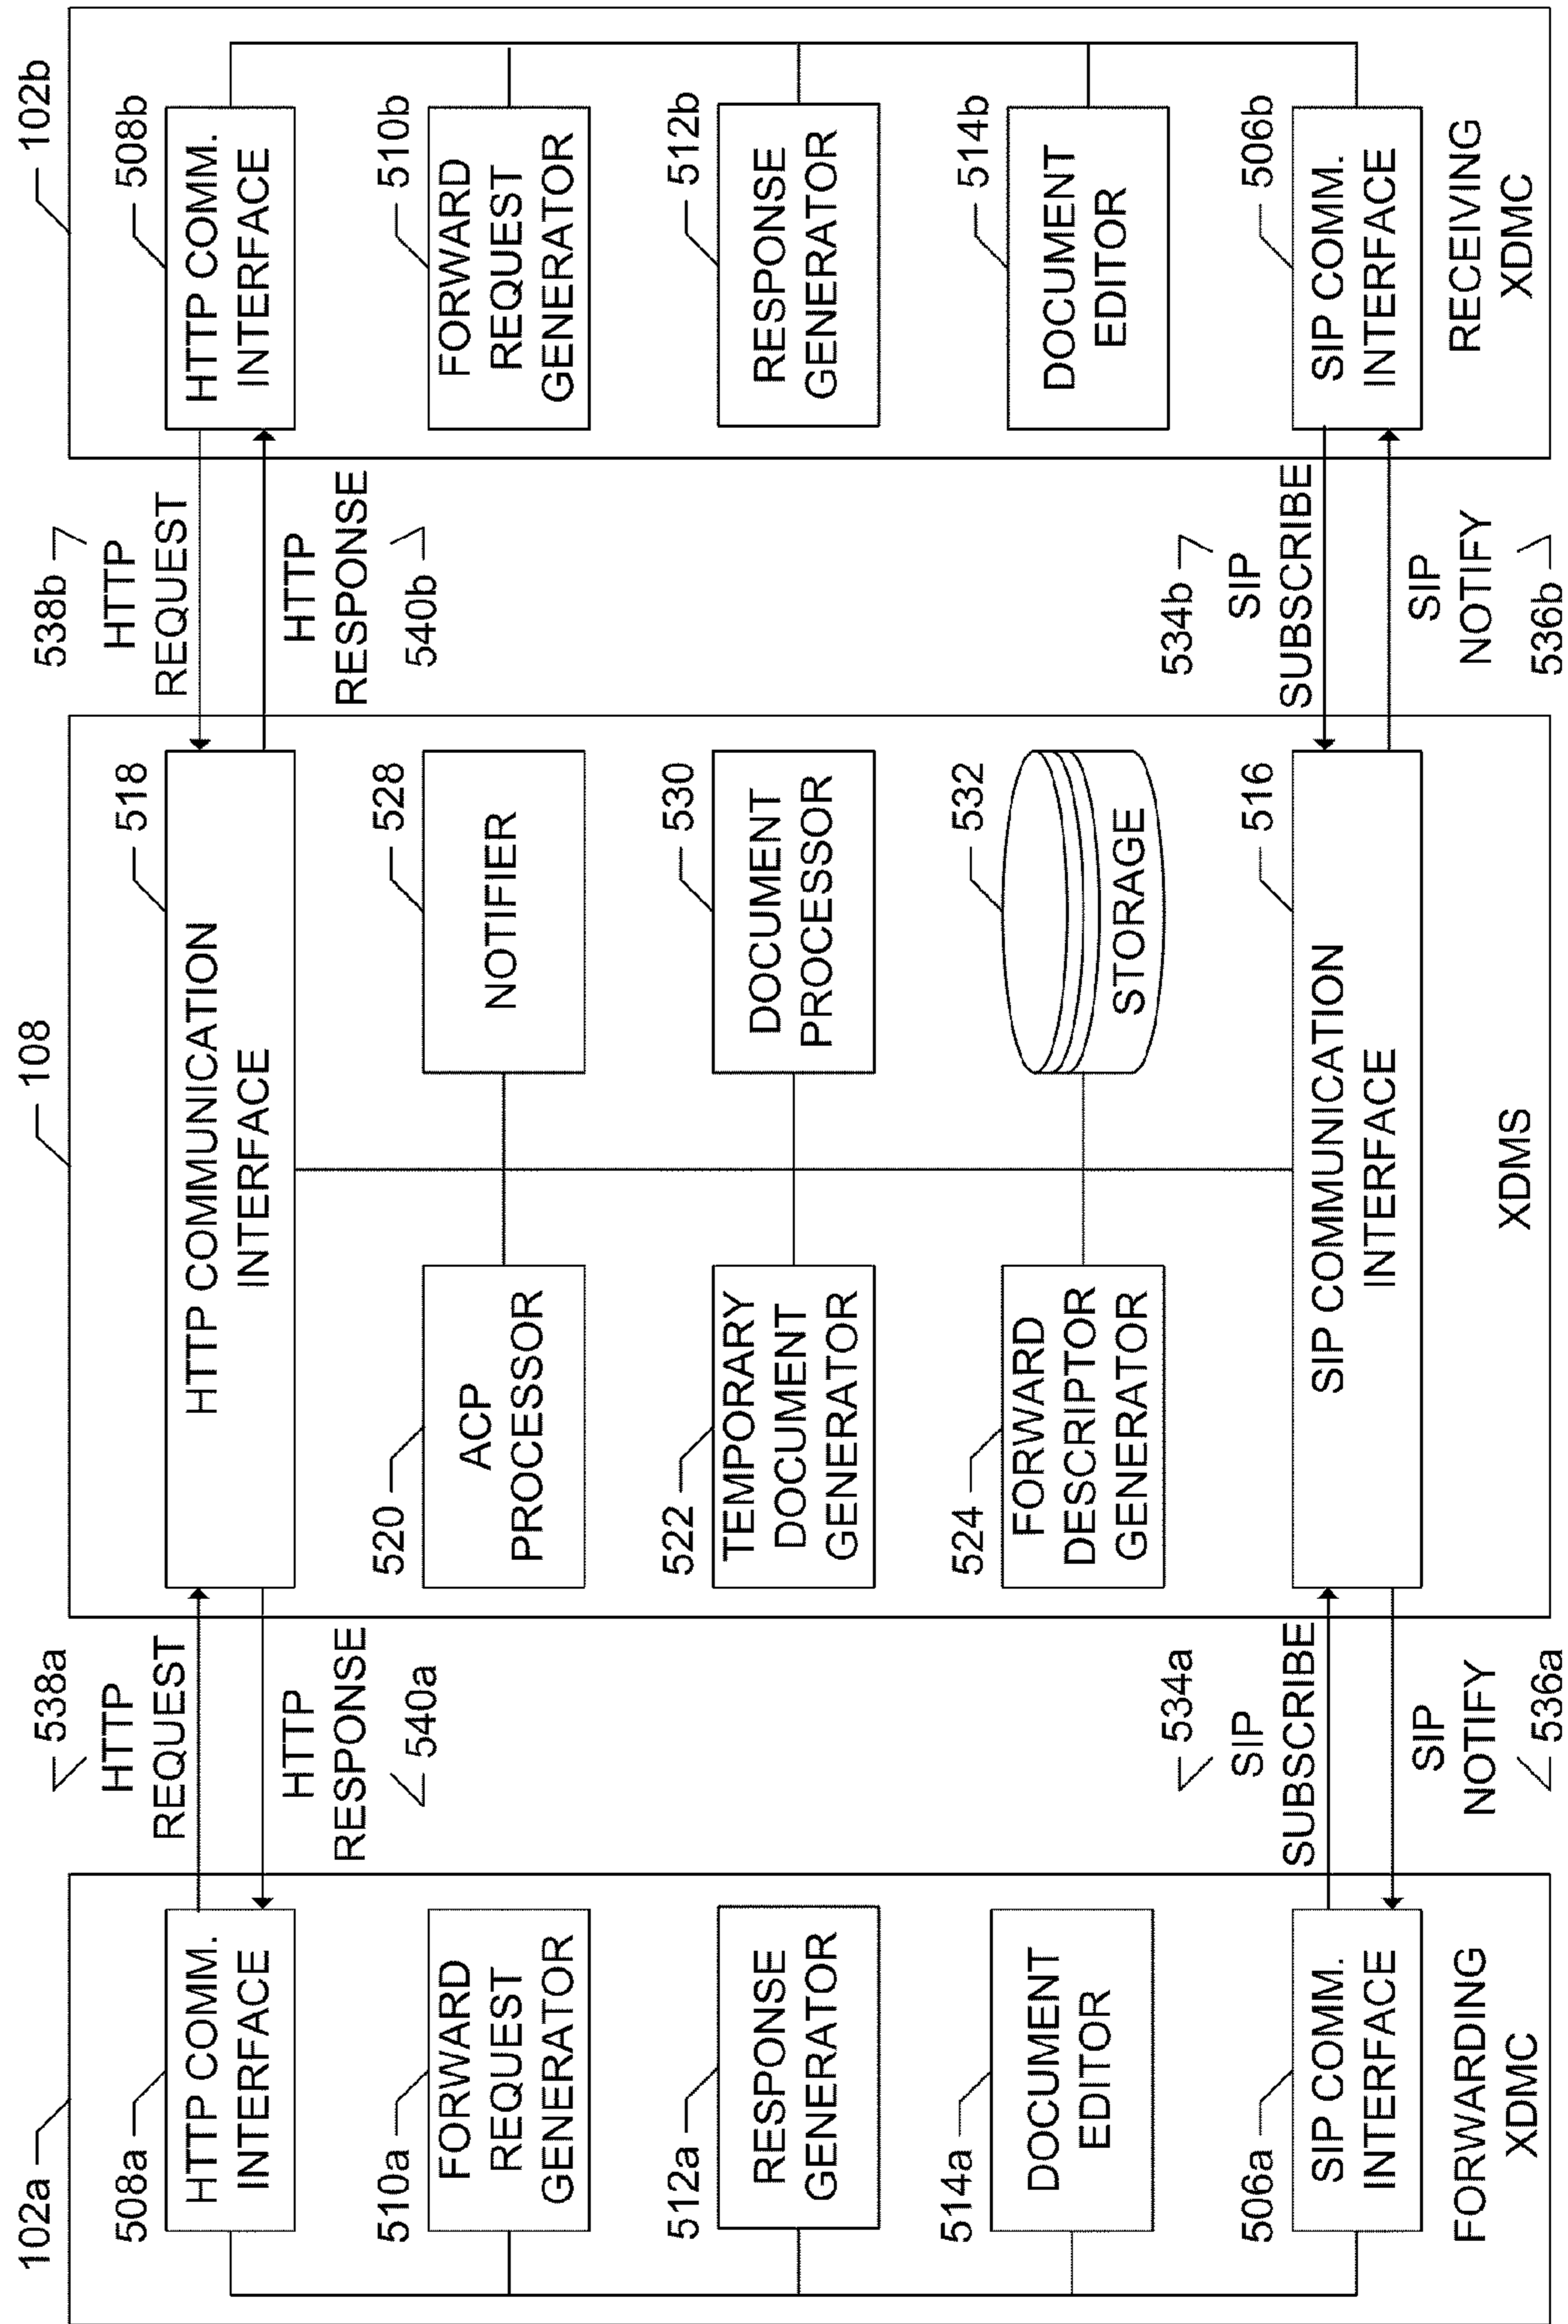 102a
508a
HTTP COMM.
INTERFACE
510a
FORWARD
REQUEST
GENERATOR
512a
RESPONSE
GENERATOR
514a
DOCUMENT
EDITOR
506a
SIP COMM.
INTERFACE
FORWARDING
XDMC
538a
HTTP
REQUEST
HTTP
RESPONSE
540a
534a
SIP
SUBSCRIBE
SIP
NOTIFY
536a
108
518
HTTP COMMUNICATION
INTERFACE
520
ACP
PROCESSOR
528
NOTIFIER
522
TEMPORARY
DOCUMENT
GENERATOR
530
DOCUMENT
PROCESSOR
524
FORWARD
DESCRIPTOR
GENERATOR
532
STORAGE
516
SIP COMMUNICATION
INTERFACE
XDMS
538b
HTTP
REQUEST
HTTP
RESPONSE
540b
534b
SIP
SUBSCRIBE
SIP
NOTIFY
536b
102b
508b
HTTP COMM.
INTERFACE
510b
FORWARD
REQUEST
GENERATOR
512b
RESPONSE
GENERATOR
514b
DOCUMENT
EDITOR
506b
SIP COMM.
INTERFACE
RECEIVING
XDMC